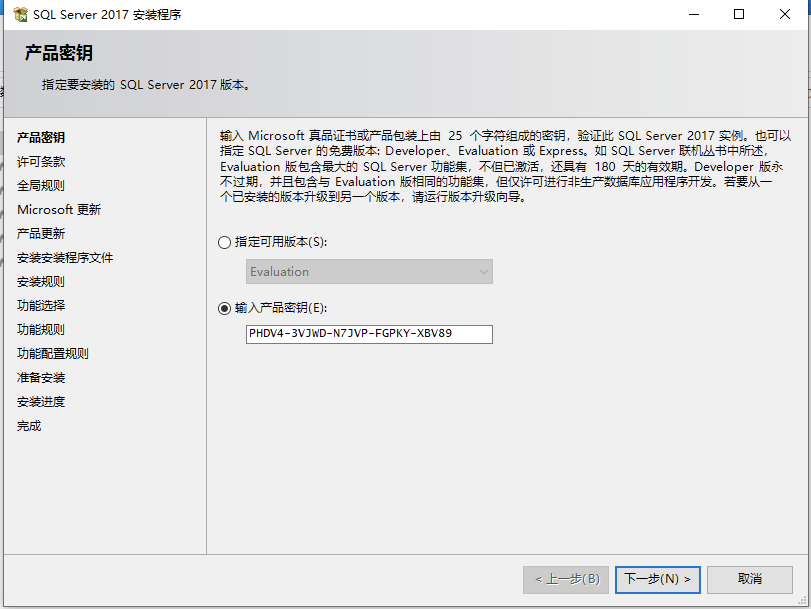 SQL Server 2017 安装程序
产品密钥
指定要安装的 SQL Server 2017 版本。
产品密钥
许可条款
全局规则
Microsoft 更新
产品更新
安装安装程序文件
安装规则
功能选择
功能规则
功能配置规则
准备安装
安装进度
完成
输入 Microsoft 真品证书或产品包装上由 25 个字符组成的密钥，验证此 SQL Server 2017 实例。也可以
指定 SQL Server 的免费版本: Developer、Evaluation 或 Express。如 SQL Server 联机丛书中所述，
Evaluation 版包含最大的 SQL Server 功能集，不但已激活，还具有 180 天的有效期。Developer 版永
不过期，并且包含与 Evaluation 版相同的功能集，但仅许可进行非生产数据库应用程序开发。若要从一
个已安装的版本升级到另一个版本，请运行版本升级向导。
指定可用版本(S):
Evaluation
输入产品密钥(E):
PHDV4-3VJWD-N7JVP-FGPKY-XBV89
< 上一步(B)
下一步(N) >
取消